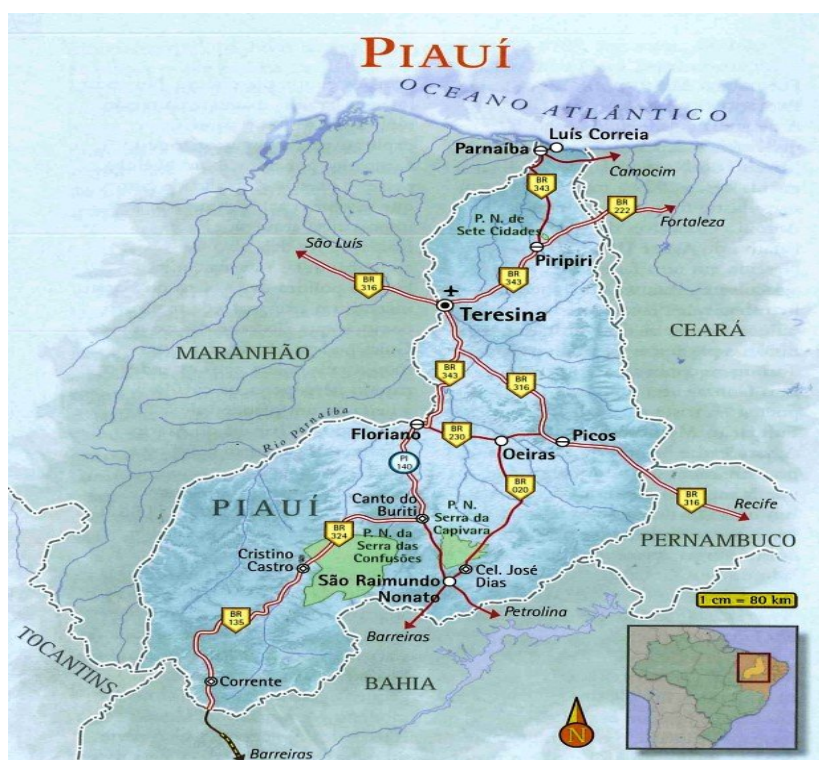 PIAUÍ
OCEANO ATLÂNTICO
Luís Correia
Parnaíba
Camocim
BR
343
BR
222
P. N. de
Sete Cidades
Fortaleza
São Luís
Piripiri
BR
316
BR
343
Teresina
CEARÁ
MARANHÃO
BR
343
BR
316
Rio Parnaíba
Floriano
BR
230
Picos
Oeiras
PI
140
BR
020
PIAUÍ
Canto do
Buriti
P. N.
Serra da
Capivara
BR
316
Recife
BR
324
P. N. da
Serra das
Confusões
PERNAMBUCO
Cristino
Castro
Cel. José
Dias
São Raimundo
Nonato
1 cm = 80 km
Petrolina
BR
135
Barreiras
TOCANTINS
Corrente
BAHIA
N
Barreiras